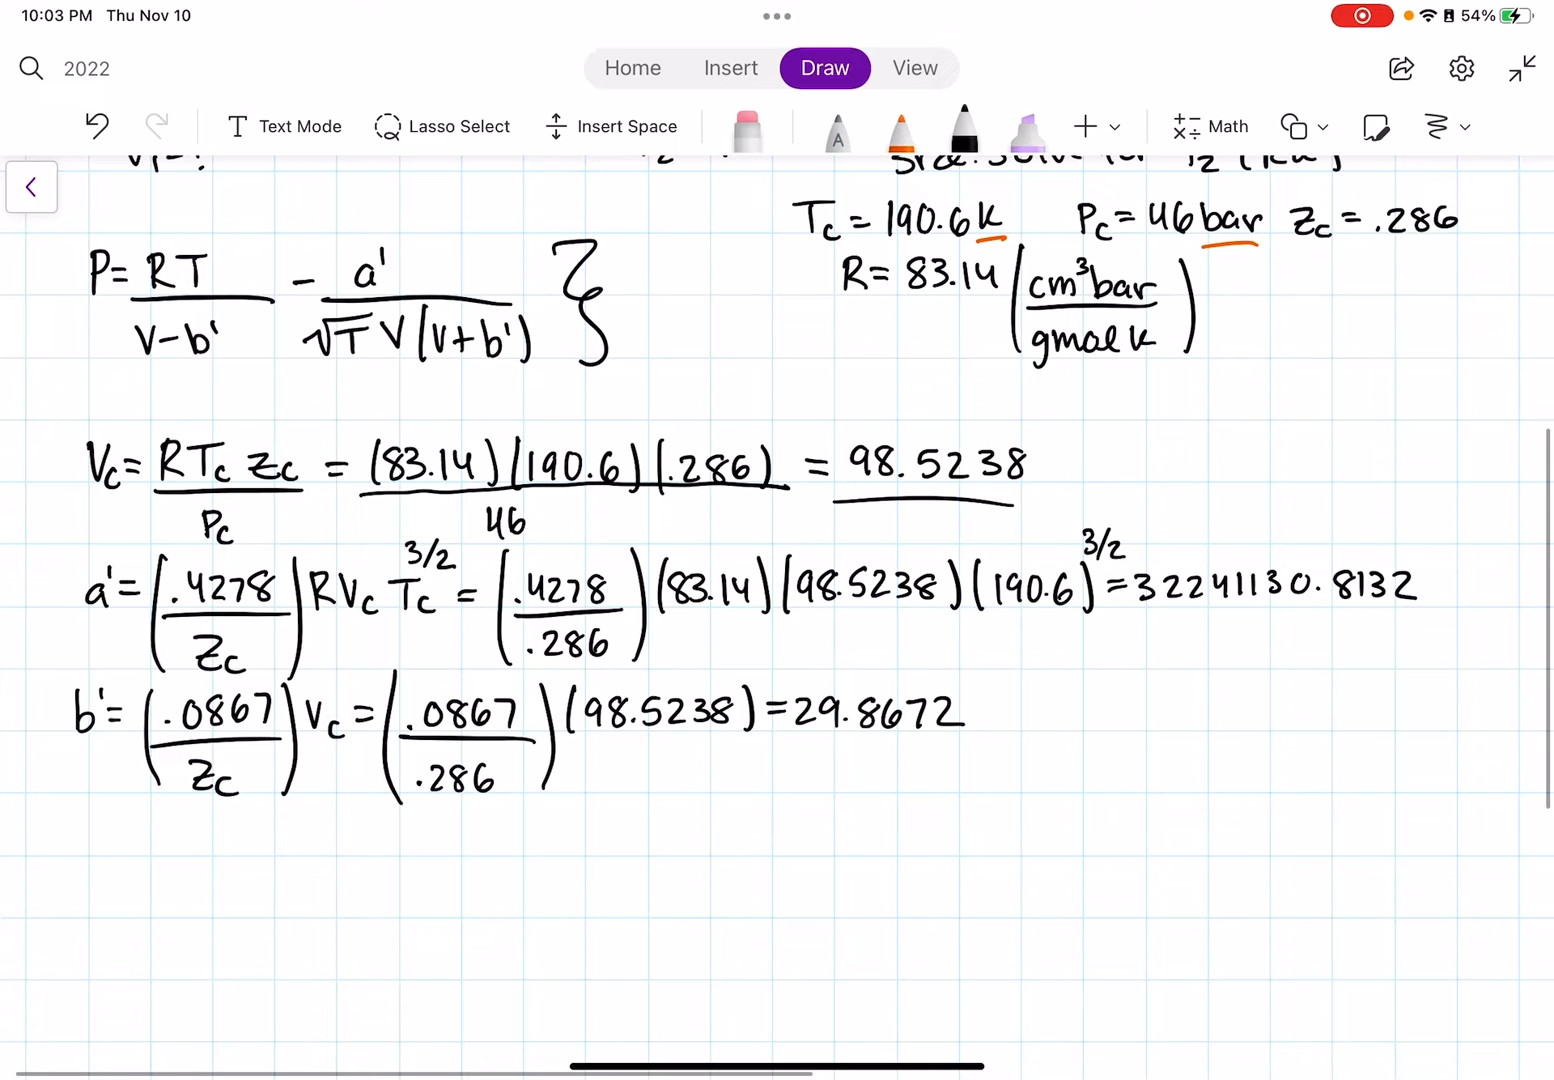 10:03 PM Thu Nov 10
54%
2022
Home Insert Draw View
Text Mode Lasso Select Insert Space A Math
Tc = 190.6 k Pc = 46 bar Zc = .286
R = 83.14 (cm³bar / gmol k)
P = RT / V-b' - a' / √T V(V+b') }
Vc = RTc Zc / Pc = (83.14)(190.6)(.286) / 46 = 98.5238
a' = (.4278 / Zc) RVc Tc^3/2 = (.4278 / .286)(83.14)(98.5238)(190.6)^3/2 = 32241130.8132
b' = (.0867 / Zc) Vc = (.0867 / .286)(98.5238) = 29.8672